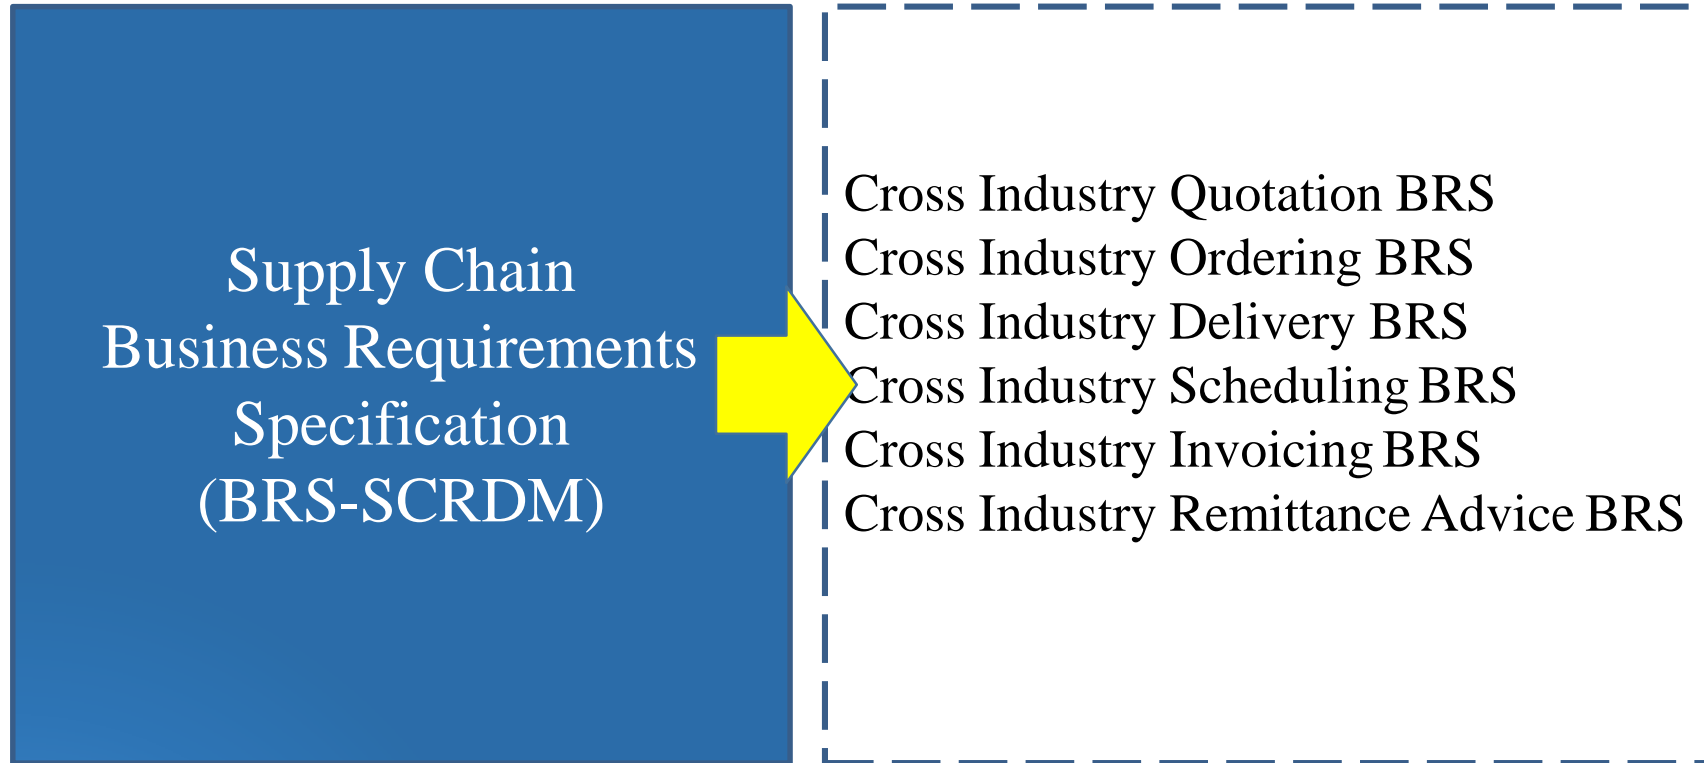 Supply Chain
Business Requirements
Specification
(BRS-SCRDM)
Cross Industry Quotation BRS
Cross Industry Ordering BRS
Cross Industry Delivery BRS
Cross Industry Scheduling BRS
Cross Industry Invoicing BRS
Cross Industry Remittance Advice BRS